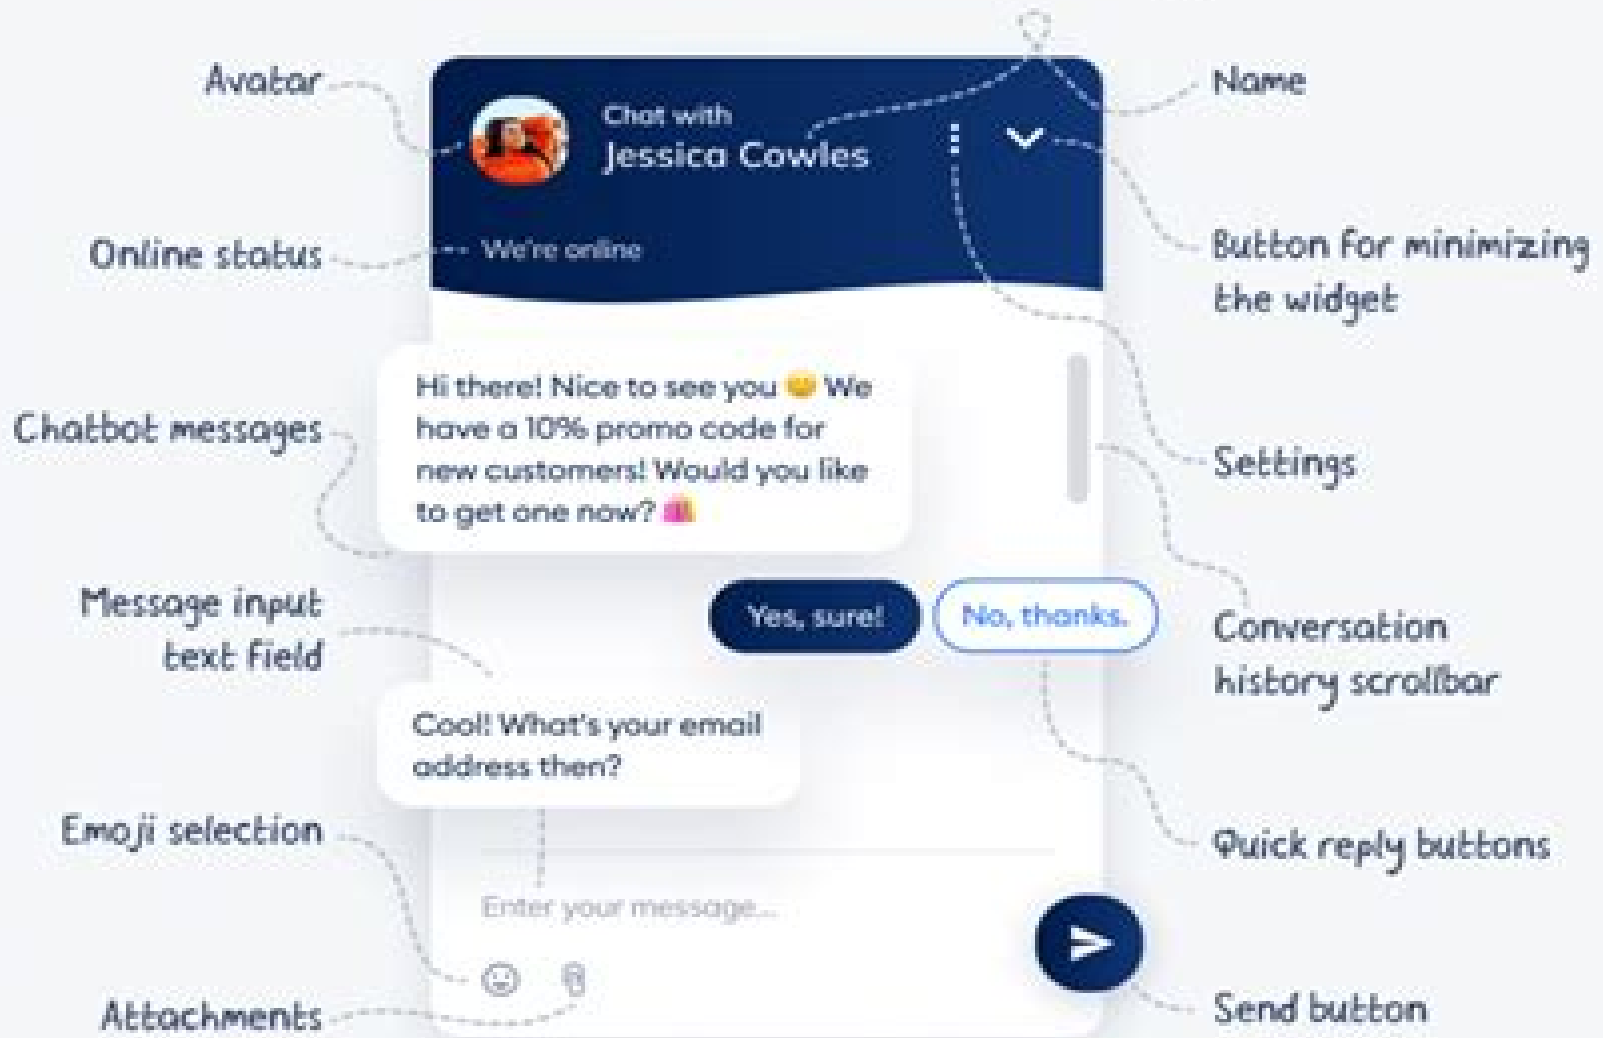 Avatar
Name
Chat with
Jessica Cowles
Online status
We're online
Button for minimizing
the widget
Chatbot messages
Hi there! Nice to see you 😀 We
have a 10% promo code for
new customers! Would you like
to get one now? 🛍️
Settings
Message input
text field
Yes, sure!
No, thanks.
Conversation
history scrollbar
Cool! What's your email
address then?
Emoji selection
Quick reply buttons
Enter your message...
Attachments
Send button